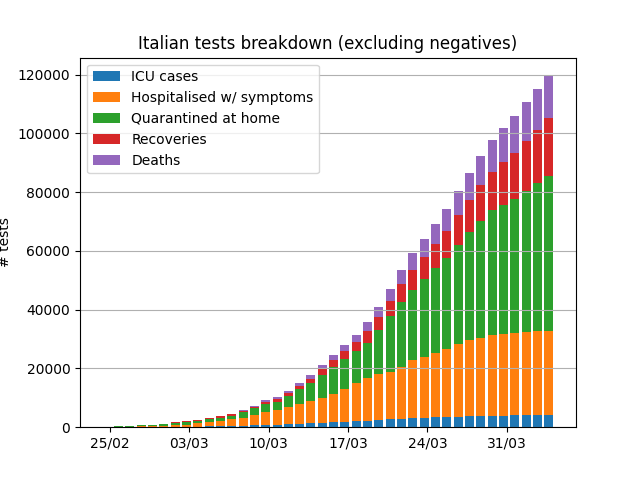 Italian tests breakdown (excluding negatives)
ICU cases
Hospitalised w/ symptoms
Quarantined at home
Recoveries
Deaths
# tests
120000
100000
80000
60000
40000
20000
0
25/02
03/03
10/03
17/03
24/03
31/03